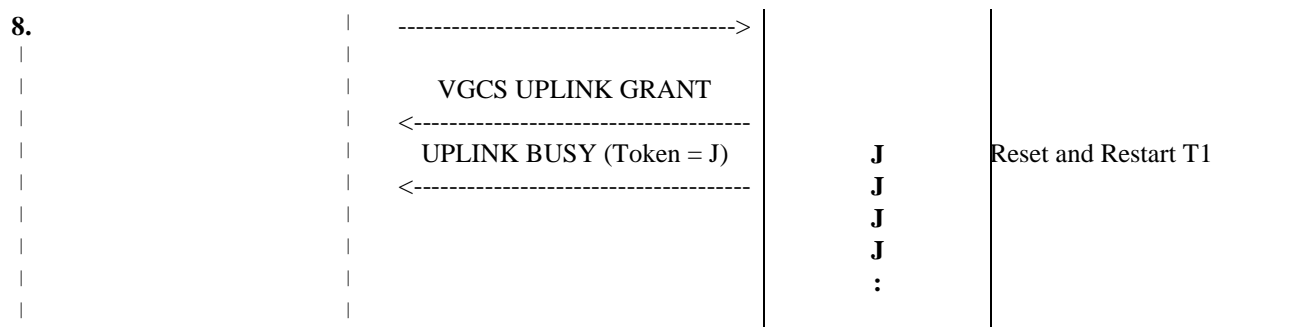 8. | ------------------------------------->
| |
| | VGCS UPLINK GRANT
| | <-------------------------------------
| | UPLINK BUSY (Token = J) J Reset and Restart T1
| | <------------------------------------- J
| | J
| | J
| | :
| |